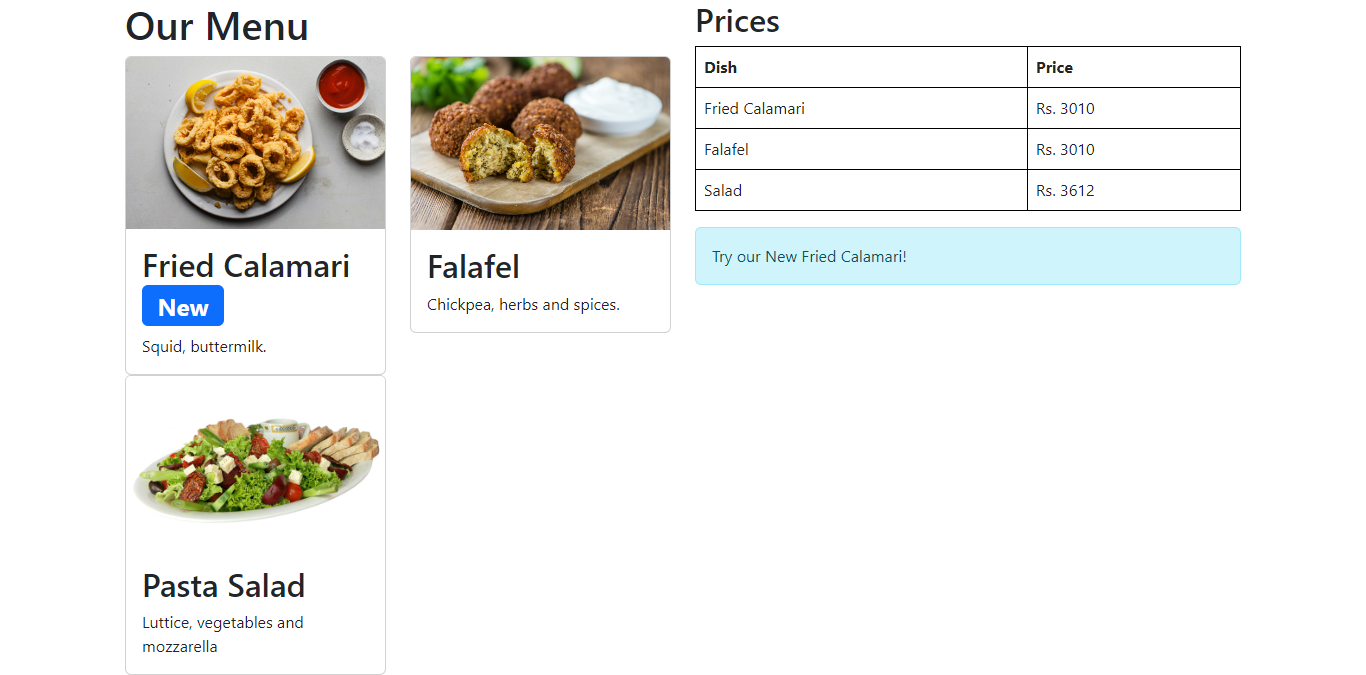 Our Menu
Fried Calamari
New
Squid, buttermilk.
Falafel
Chickpea, herbs and spices.
Pasta Salad
Luttice, vegetables and
mozzarella
Prices
Dish Price
Fried Calamari Rs. 3010
Falafel Rs. 3010
Salad Rs. 3612
Try our New Fried Calamari!